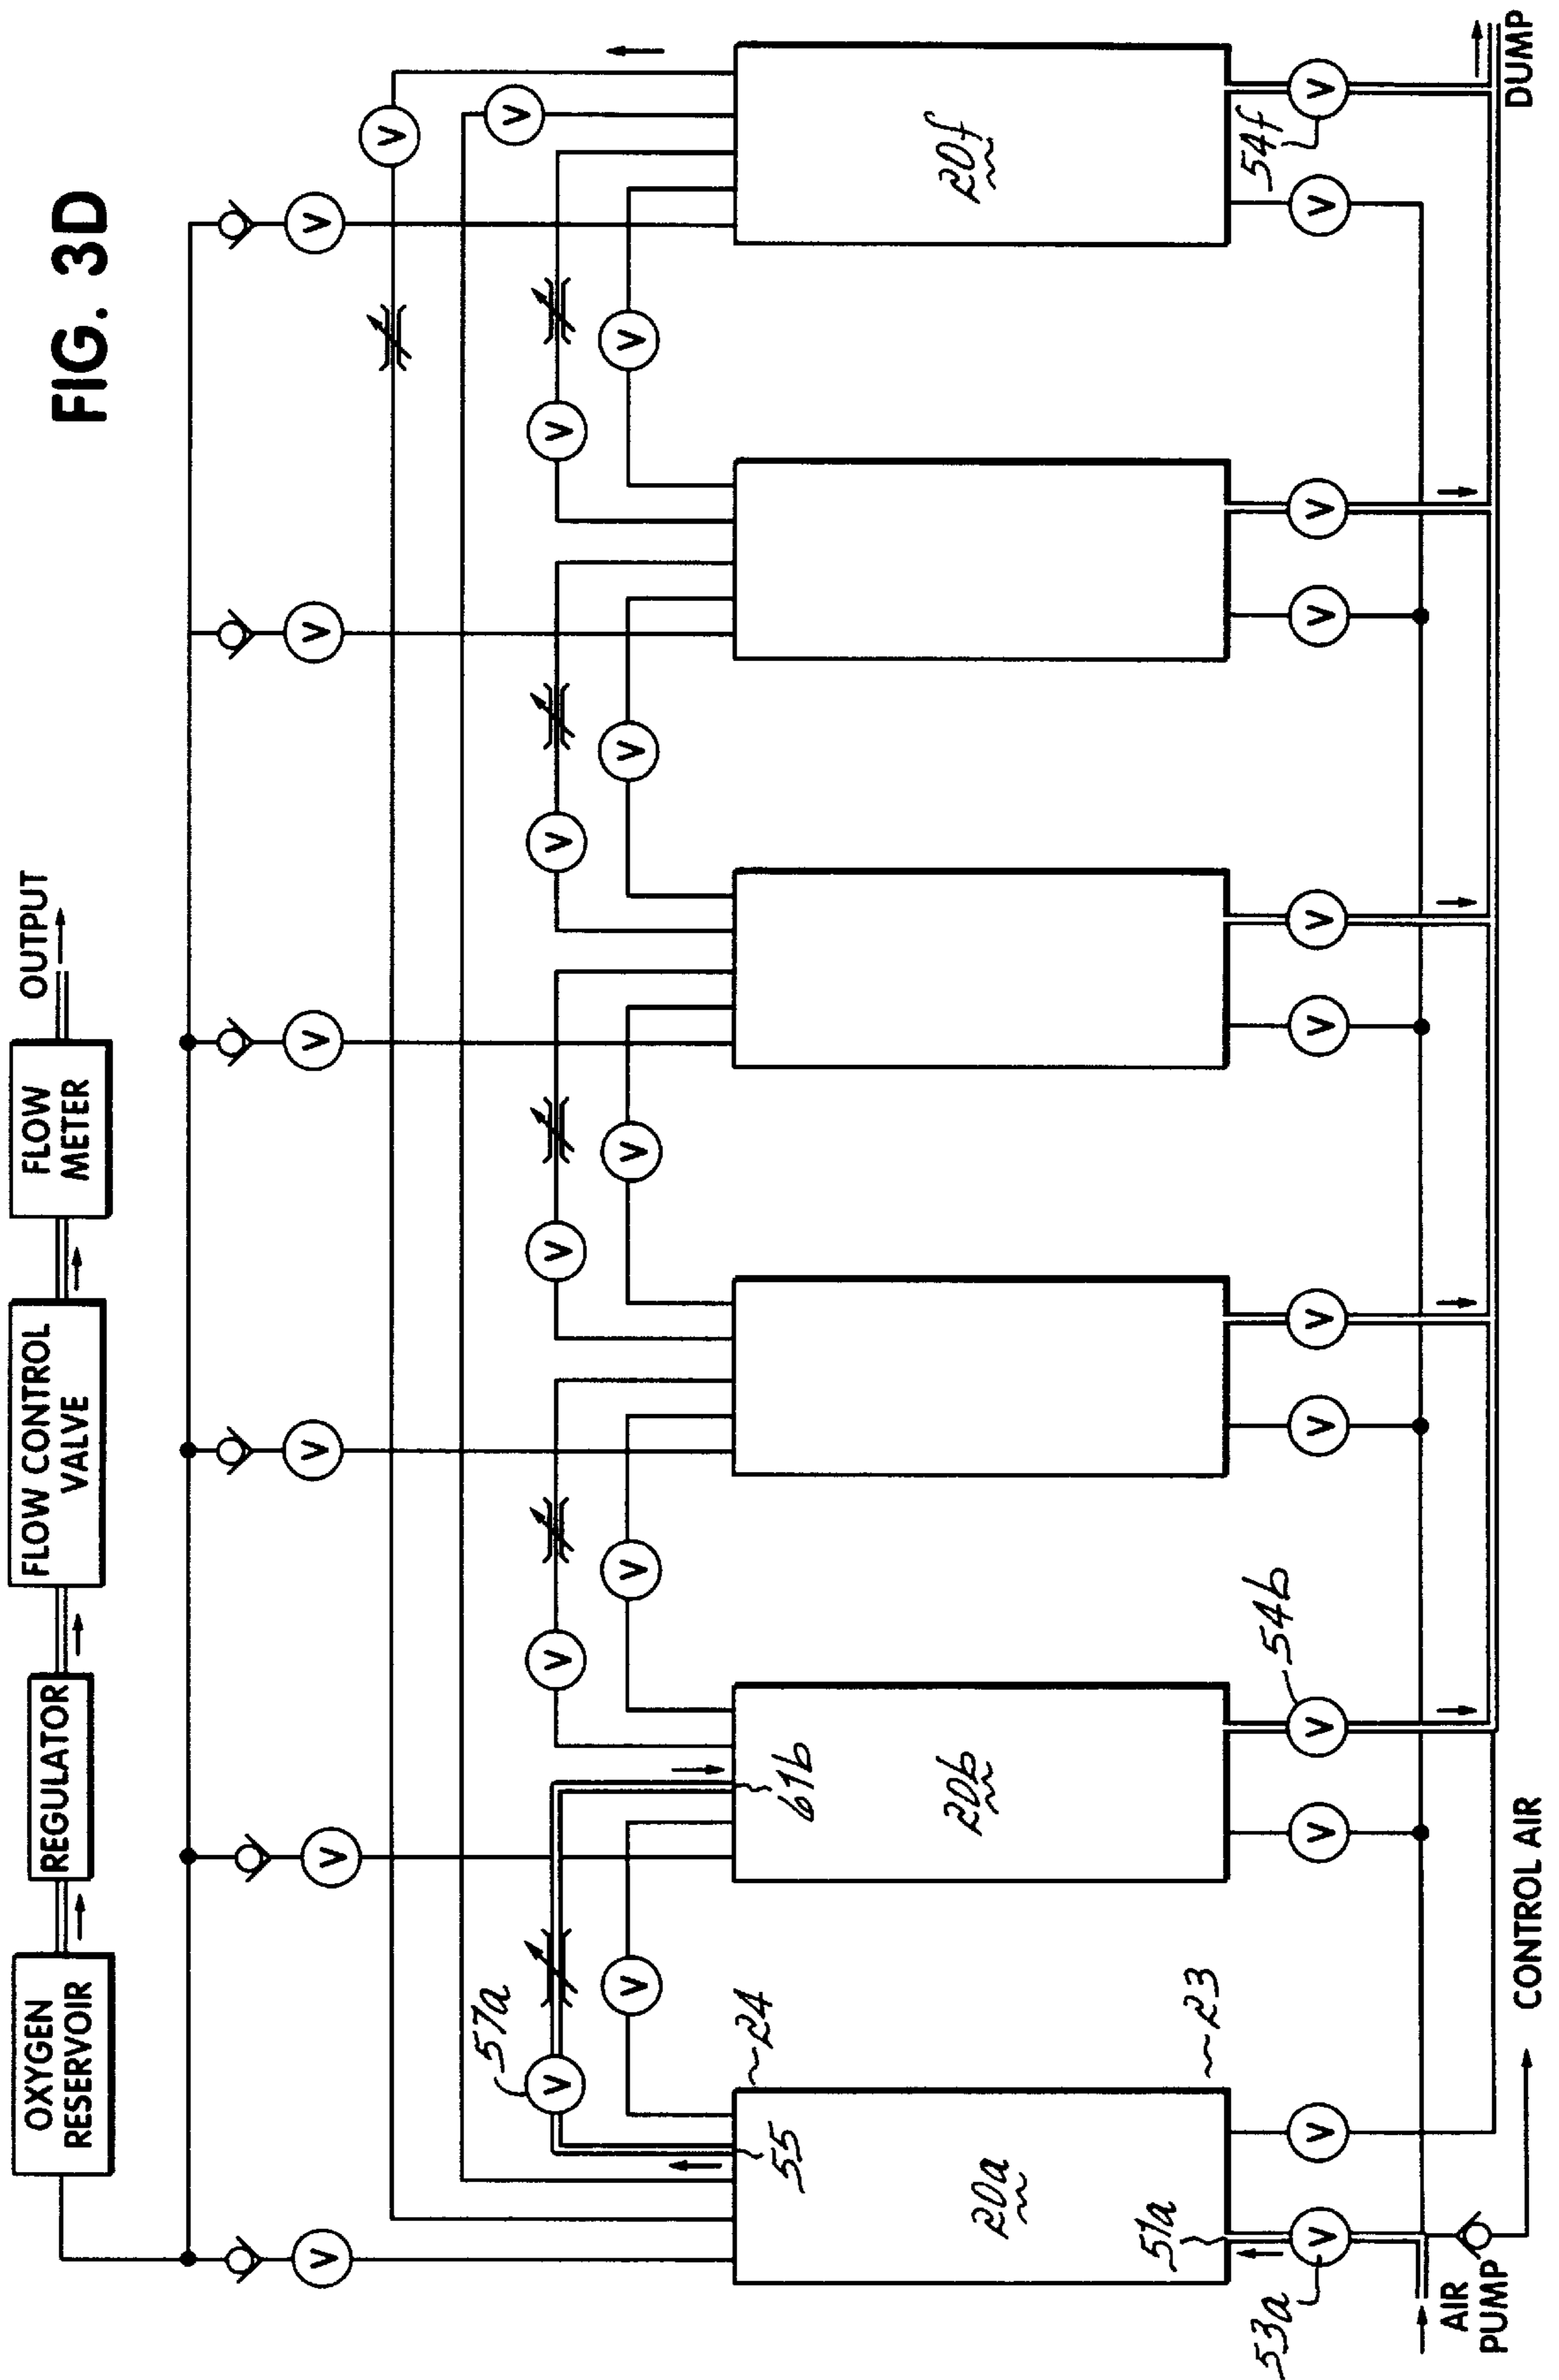 FIG. 3D
OXYGEN
RESERVOIR
REGULATOR
FLOW CONTROL
VALVE
FLOW
METER
OUTPUT
V
V
V
V
V
V
V
V
57a
V
V
V
V
V
V
V
V
V
V
24
55
61b
20a
20b
20f
51a
23
54b
54f
53a
V
V
V
V
V
V
V
V
V
V
V
V
AIR
PUMP
CONTROL AIR
DUMP